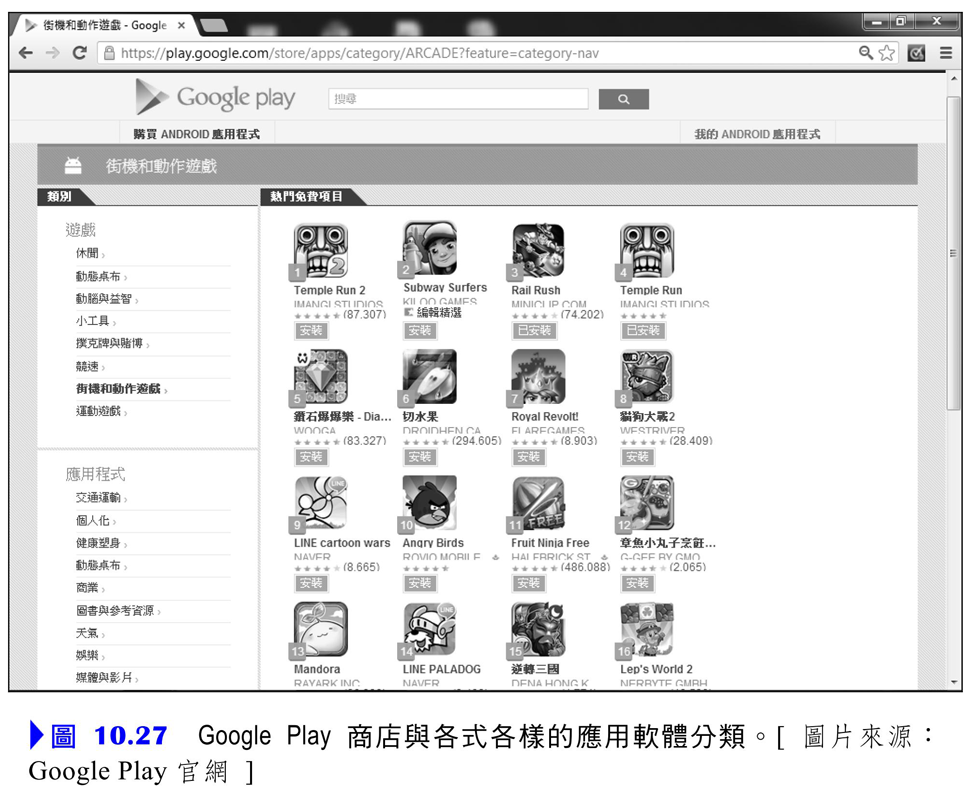 街機和動作遊戲 - Google
https://play.google.com/store/apps/category/ARCADE?feature=category-nav
Google play
搜尋
購買 ANDROID 應用程式
我的 ANDROID 應用程式
街機和動作遊戲
類別
遊戲
休閒
動態桌布
動腦與益智
小工具
撲克牌與賭博
競速
街機和動作遊戲
運動遊戲
應用程式
交通運輸
個人化
健康塑身
動態桌布
商業
圖書與參考資源
天氣
娛樂
媒體與影片
熱門免費項目
1
2
3
4
Temple Run 2
Subway Surfers
Rail Rush
Temple Run
IMANGI STUDIOS
KILOO GAMES
MINICLIP.COM
IMANGI STUDIOS
(87.307)
編輯精選
(74.202)
安裝
安裝
已安裝
已安裝
5
6
7
8
鑽石爆爆樂 - Dia...
切水果
Royal Revolt!
貓狗大戰2
WOOGA
DROIDHEN CA
FLAREGAMES
WESTRIVER
(83.327)
(294.605)
(8.903)
(28.409)
安裝
安裝
安裝
安裝
9
10
11
12
LINE cartoon wars
Angry Birds
Fruit Ninja Free
章魚小丸子烹飪...
NAVER
ROVIO MOBILE
HALFBRICK ST
G-GEE BY GMO
(8.665)
(486.088)
(2.065)
安裝
安裝
安裝
安裝
13
14
15
16
Mandora
LINE PALADOG
逆轉三國
Lep's World 2
RAYARK INC
NAVER
DENA HONG K
NERBYTE GMBH
圖 10.27 Google Play 商店與各式各樣的應用軟體分類。[ 圖片來源：
Google Play 官網 ]